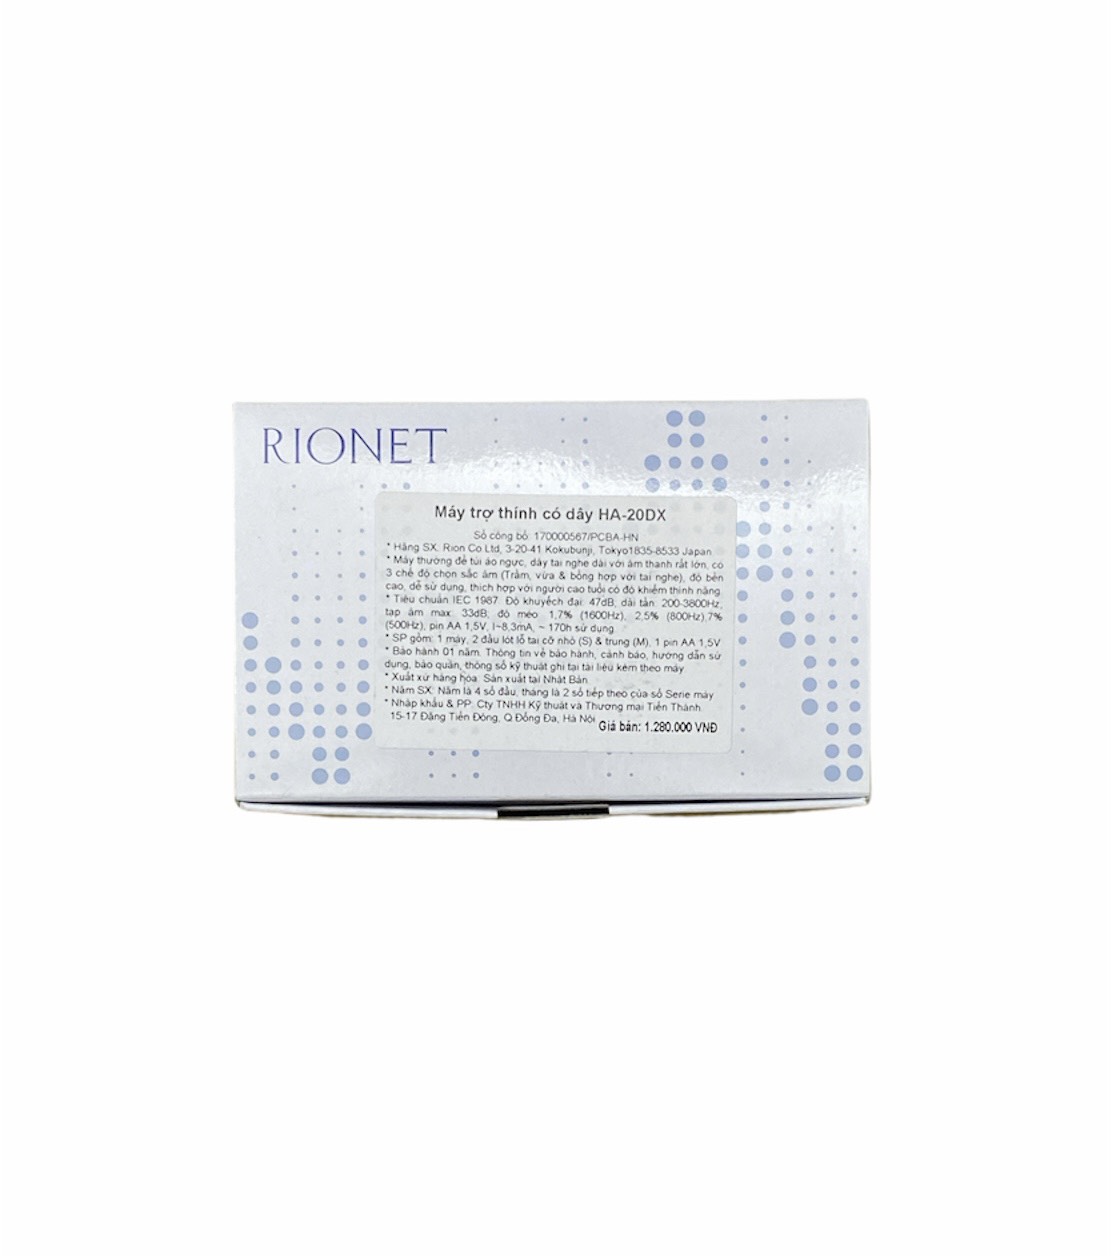 RIONET
Máy trợ thính có dây HA-20DX
Số công bố: 170000567/PCBA-HN
* Hãng SX: Rion Co Ltd, 3-20-41 Kokubunji, Tokyo1835-8533 Japan
* Máy thường để túi áo ngực, dây tai nghe dài với âm thanh rất lớn, có
3 chế độ chọn sắc âm (Trầm, vừa & bổng hợp với tai nghe), độ bền
cao, dễ sử dụng, thích hợp với người cao tuổi có độ khiếm thính nặng.
* Tiêu chuẩn IEC 1987: Độ khuyếch đại: 47dB, dải tần: 200-3800Hz,
tạp âm max: 33dB, độ méo: 1,7% (1600Hz), 2,5% (800Hz),7%
(500Hz), pin AA 1,5V, I~8,3mA, ~ 170h sử dụng
* SP gồm: 1 máy, 2 đầu lót lỗ tai cỡ nhỏ (S) & trung (M), 1 pin AA 1,5V
* Bảo hành 01 năm. Thông tin về bảo hành, cảnh báo, hướng dẫn sử
dụng, bảo quản, thông số kỹ thuật ghi tại tài liệu kèm theo máy
* Xuất xứ hàng hóa: Sản xuất tại Nhật Bản
* Năm SX: Năm là 4 số đầu, tháng là 2 số tiếp theo của số Serie máy
* Nhập khẩu & PP: Cty TNHH Kỹ thuật và Thương mại Tiến Thành.
15-17 Đặng Tiến Đông, Q Đống Đa, Hà Nội
Giá bán: 1.280.000 VNĐ